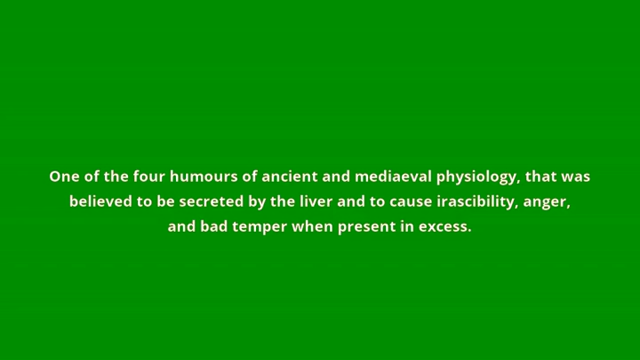 One of the four humours of ancient and mediaeval physiology, that was
believed to be secreted by the liver and to cause irascibility, anger,
and bad temper when present in excess.